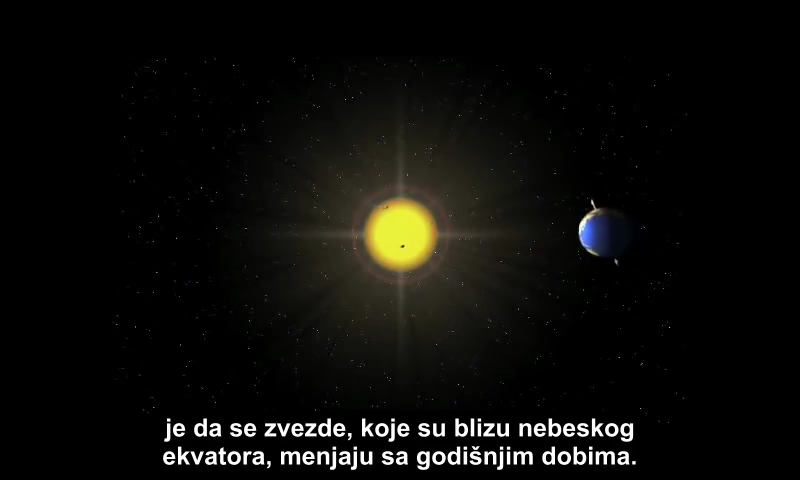 je da se zvezde, koje su blizu nebeskog
ekvatora, menjaju sa godišnjim dobima.